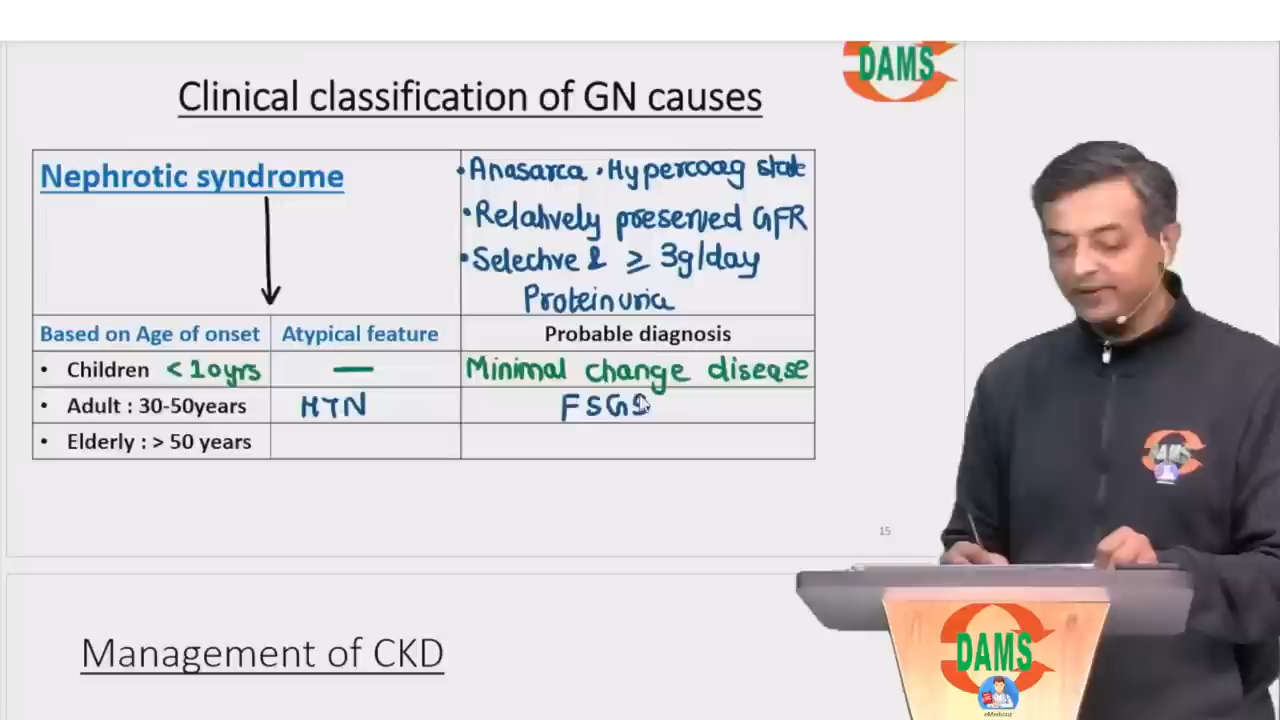 DAMS
Clinical classification of GN causes
Nephrotic syndrome
• Anasarca • Hypercoag state
• Relatively preserved GFR
• Selective & ≥ 3g/day
Proteinuria
Based on Age of onset Atypical feature Probable diagnosis
• Children < 10yrs — Minimal change disease
• Adult : 30-50years HTN FSGS
• Elderly : > 50 years
DAMS
15
Management of CKD
DAMS
eMedicoz